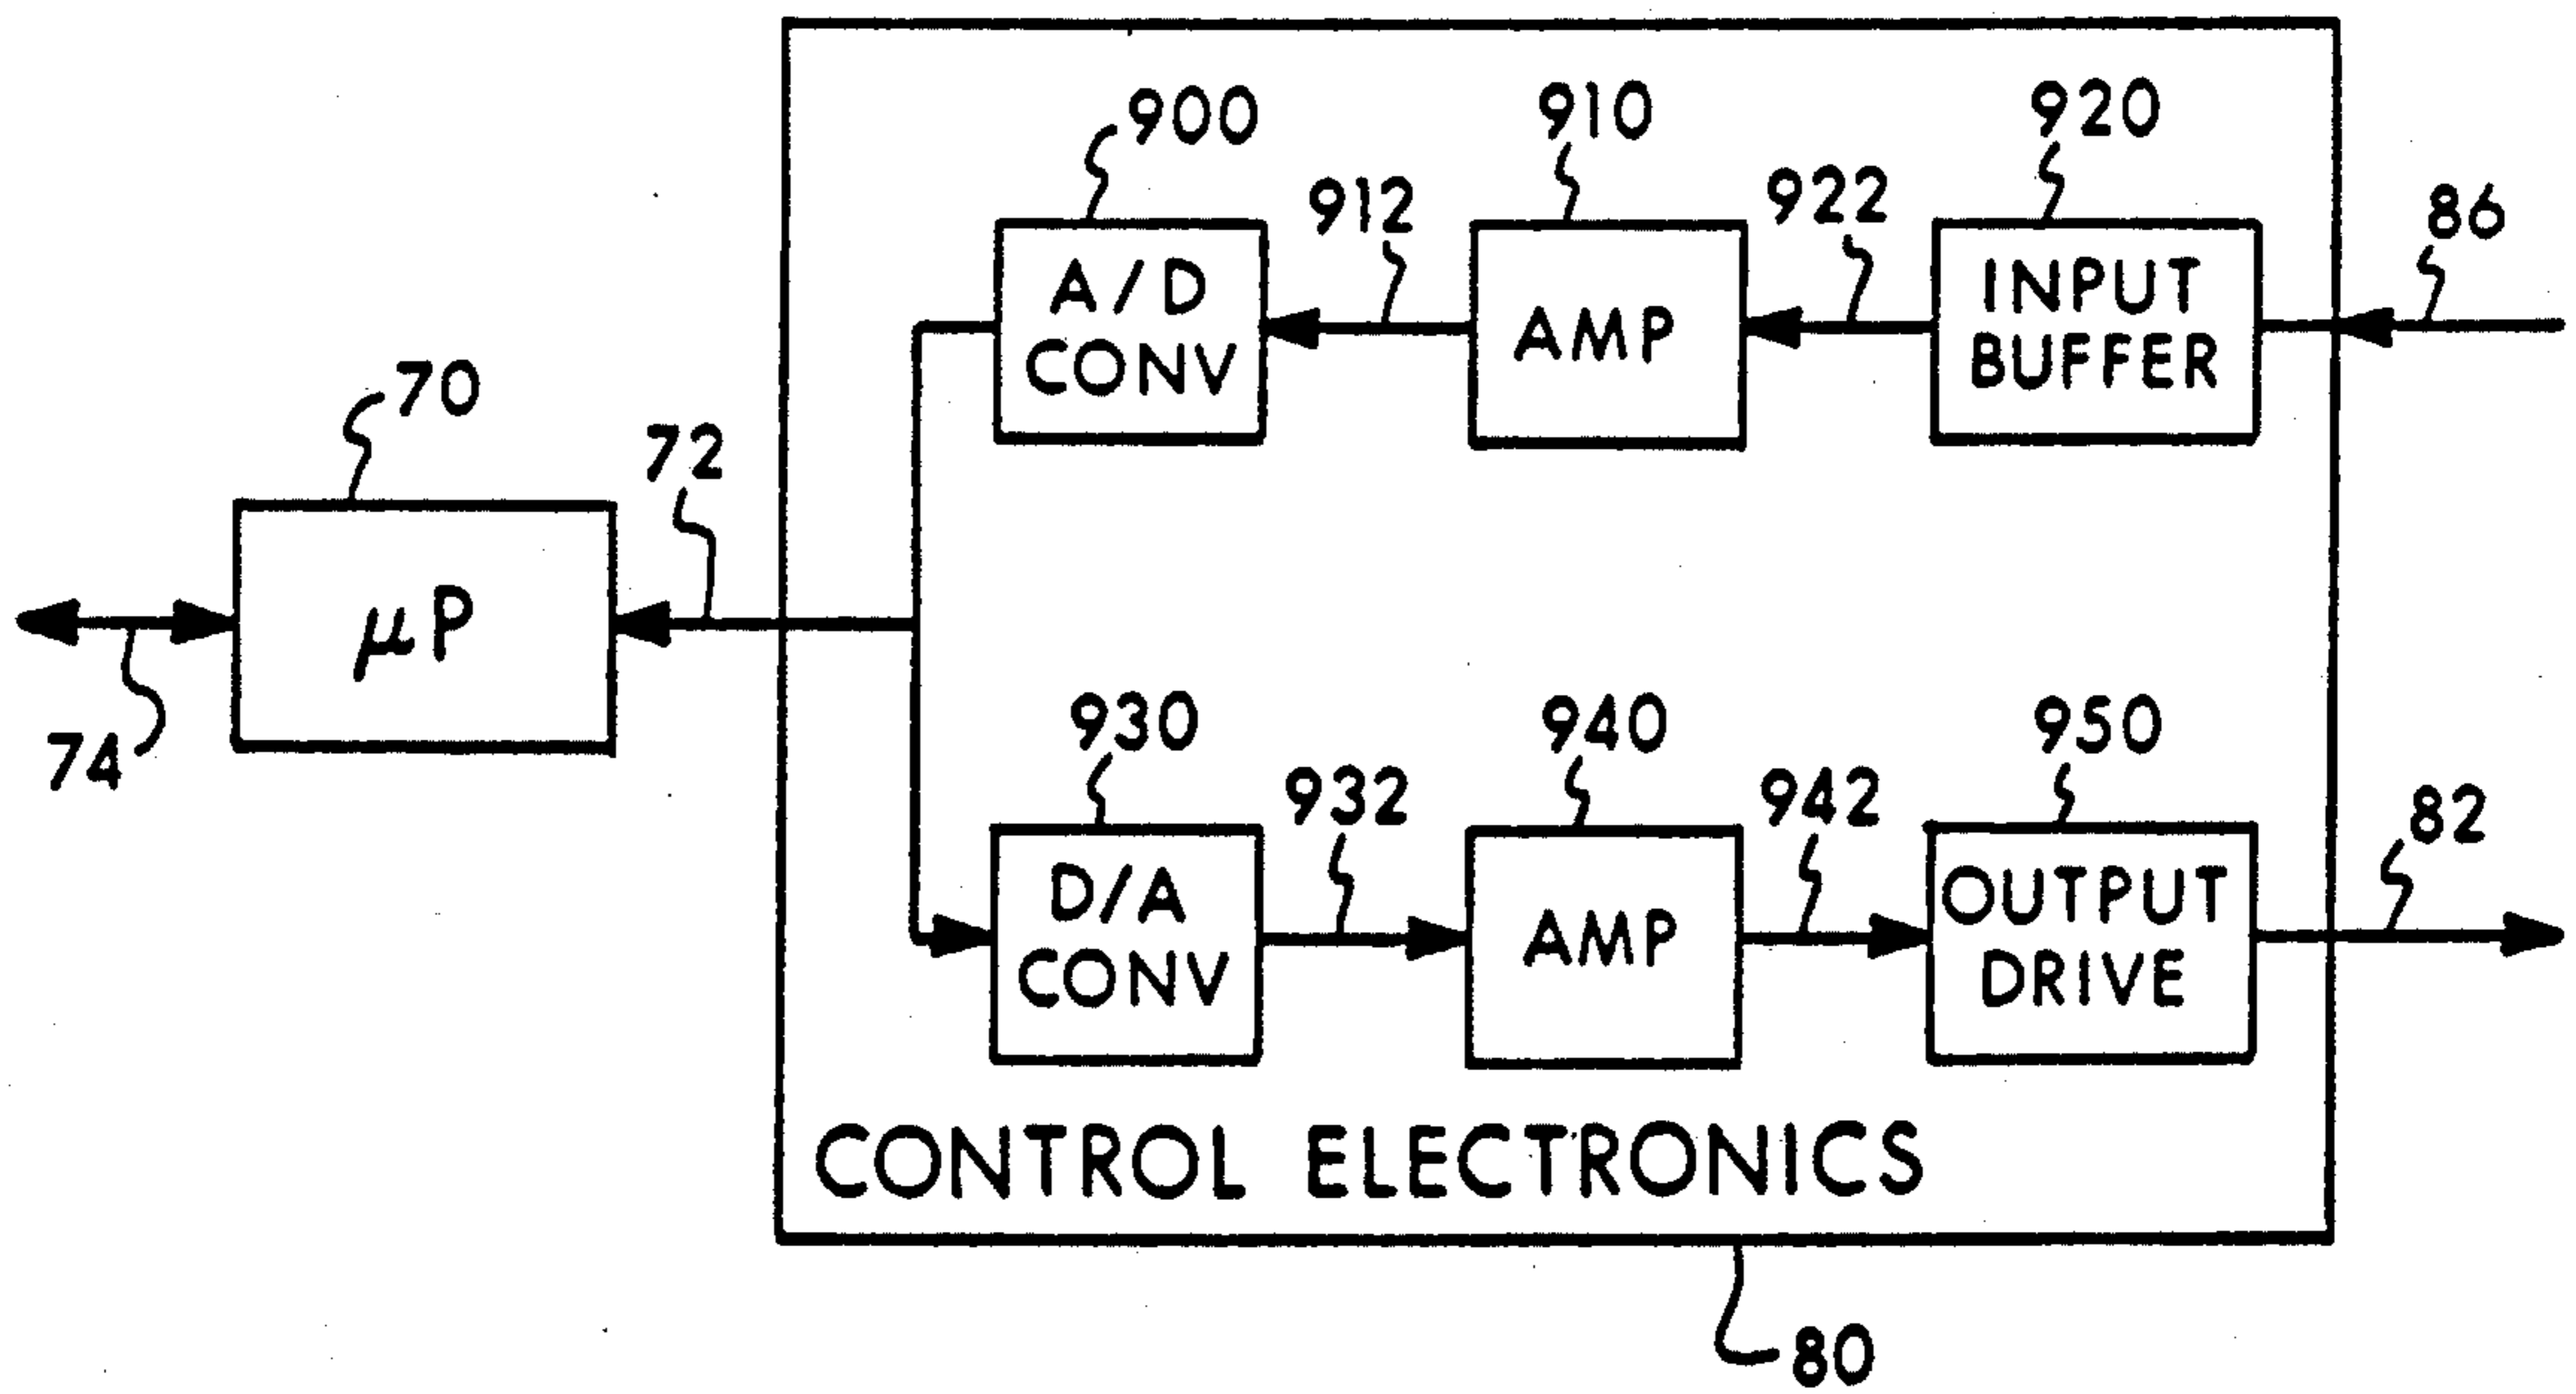 900
910
920
912
922
86
A/D
CONV
AMP
INPUT
BUFFER
70
72
μP
74
930
940
950
932
942
82
D/A
CONV
AMP
OUTPUT
DRIVE
CONTROL ELECTRONICS
80